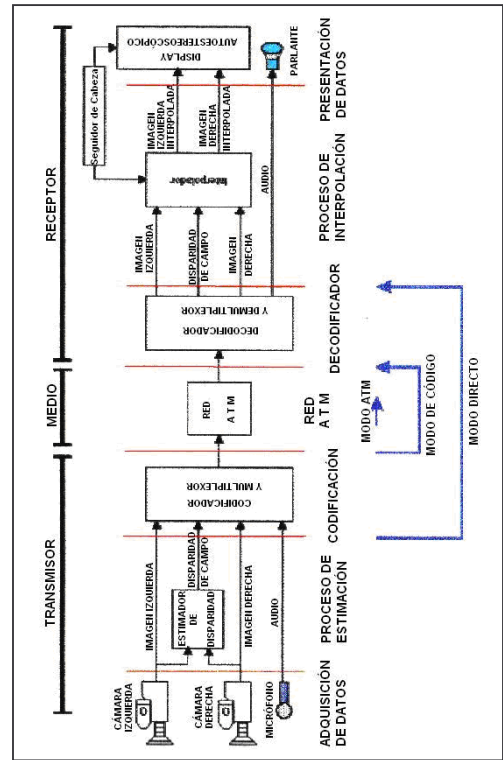 TRANSMISOR
MEDIO
RECEPTOR
CÁMARA
IZQUIERDA
CÁMARA
DERECHA
MICRÓFONO
IMAGEN IZQUIERDA
ESTIMADOR
DE
DISPARIDAD
DISPARIDAD
DE CAMPO
IMAGEN DERECHA
AUDIO
CODIFICADOR
Y MULTIPLEXOR
RED
A T M
DECODIFICADOR
Y DEMULTIPLEXOR
IMAGEN
IZQUIERDA
DISPARIDAD
DE CAMPO
IMAGEN
DERECHA
AUDIO
Interpolador
Seguidor de Cabeza
IMAGEN
IZQUIERDA
INTERPOLADA
IMAGEN
DERECHA
INTERPOLADA
DISPLAY
AUTOESTEREOSCÓPICO
PARLANTE
ADQUISICIÓN
DE DATOS
PROCESO DE
ESTIMACIÓN
CODIFICACIÓN
RED
A T M
DECODIFICADOR
PROCESO DE
INTERPOLACIÓN
PRESENTACIÓN
DE DATOS
MODO ATM
MODO DE CÓDIGO
MODO DIRECTO